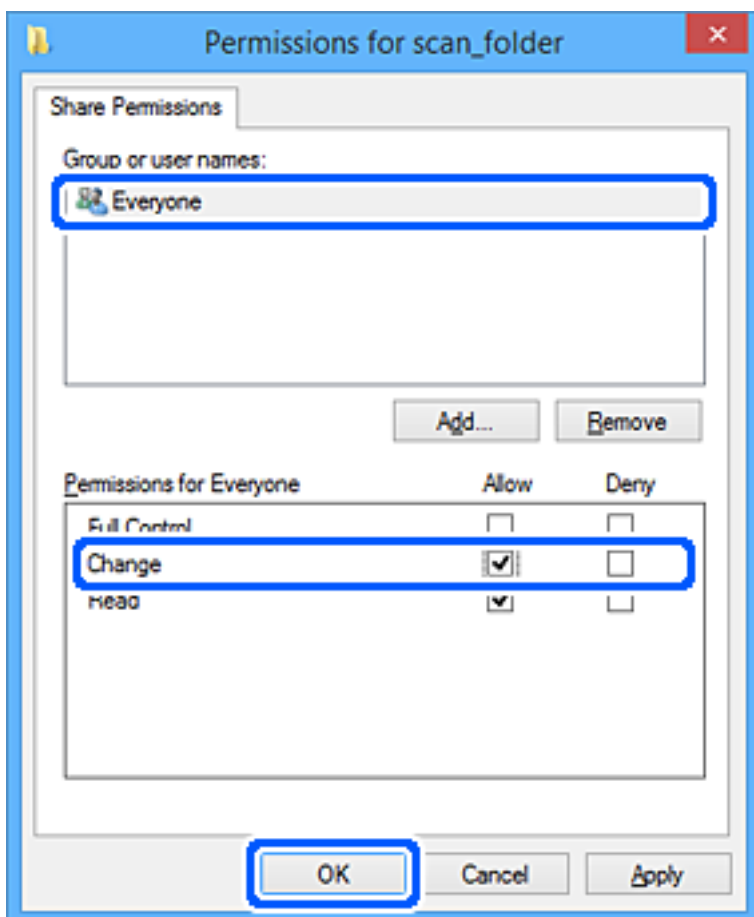 Permissions for scan_folder
Share Permissions
Group or user names:
Everyone
Add... Remove
Permissions for Everyone Allow Deny
Full Control
Change
Read
OK Cancel Apply